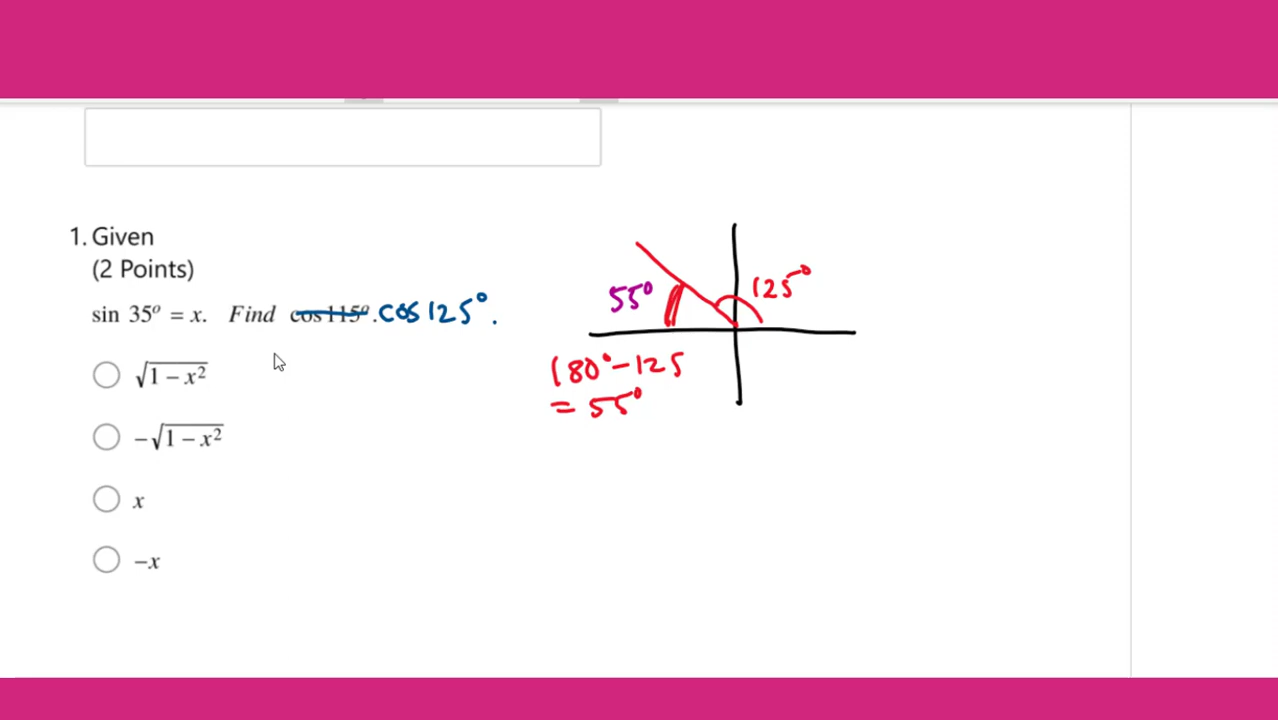 1. Given
(2 Points)
sin 35° = x. Find cos 115°. cos 125°.
√1 – x²
–√1 – x²
x
–x
55°
125°
180° – 125
= 55°